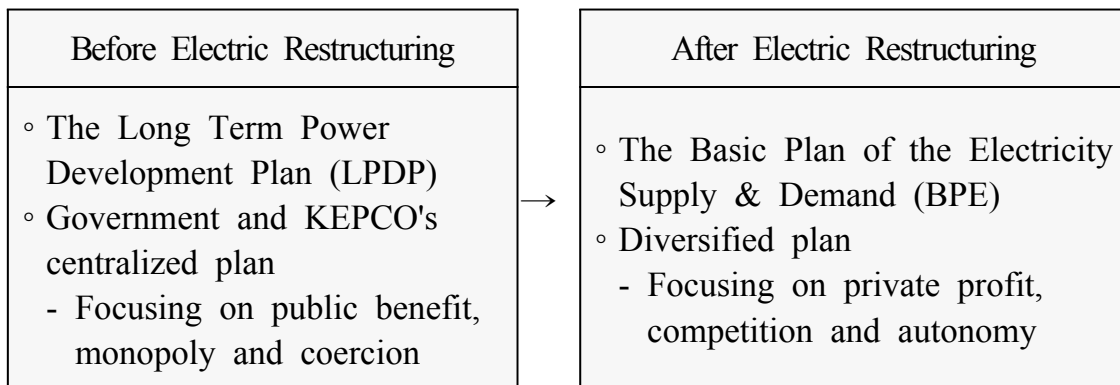 Before Electric Restructuring
◦ The Long Term Power
Development Plan (LPDP)
◦ Government and KEPCO's
centralized plan
- Focusing on public benefit,
monopoly and coercion
→
After Electric Restructuring
◦ The Basic Plan of the Electricity
Supply & Demand (BPE)
◦ Diversified plan
- Focusing on private profit,
competition and autonomy